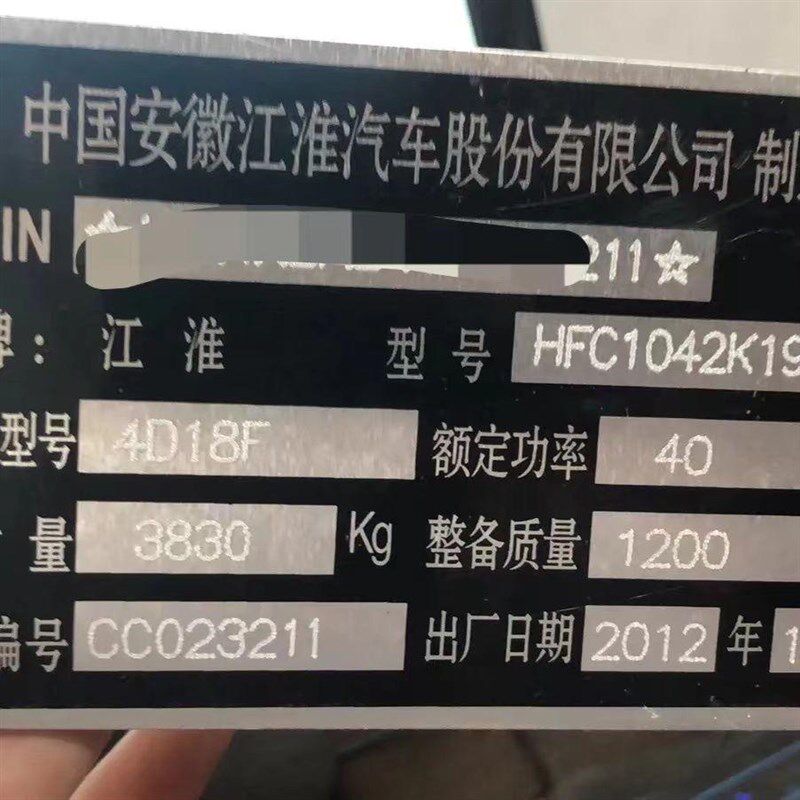 中国安徽江淮汽车股份有限公司 制
IN 211☆
牌: 江淮 型号 HFC1042K19
型号 4D18F 额定功率 40
量 3830 Kg 整备质量 1200
编号 CC023211 出厂日期 2012 年 1